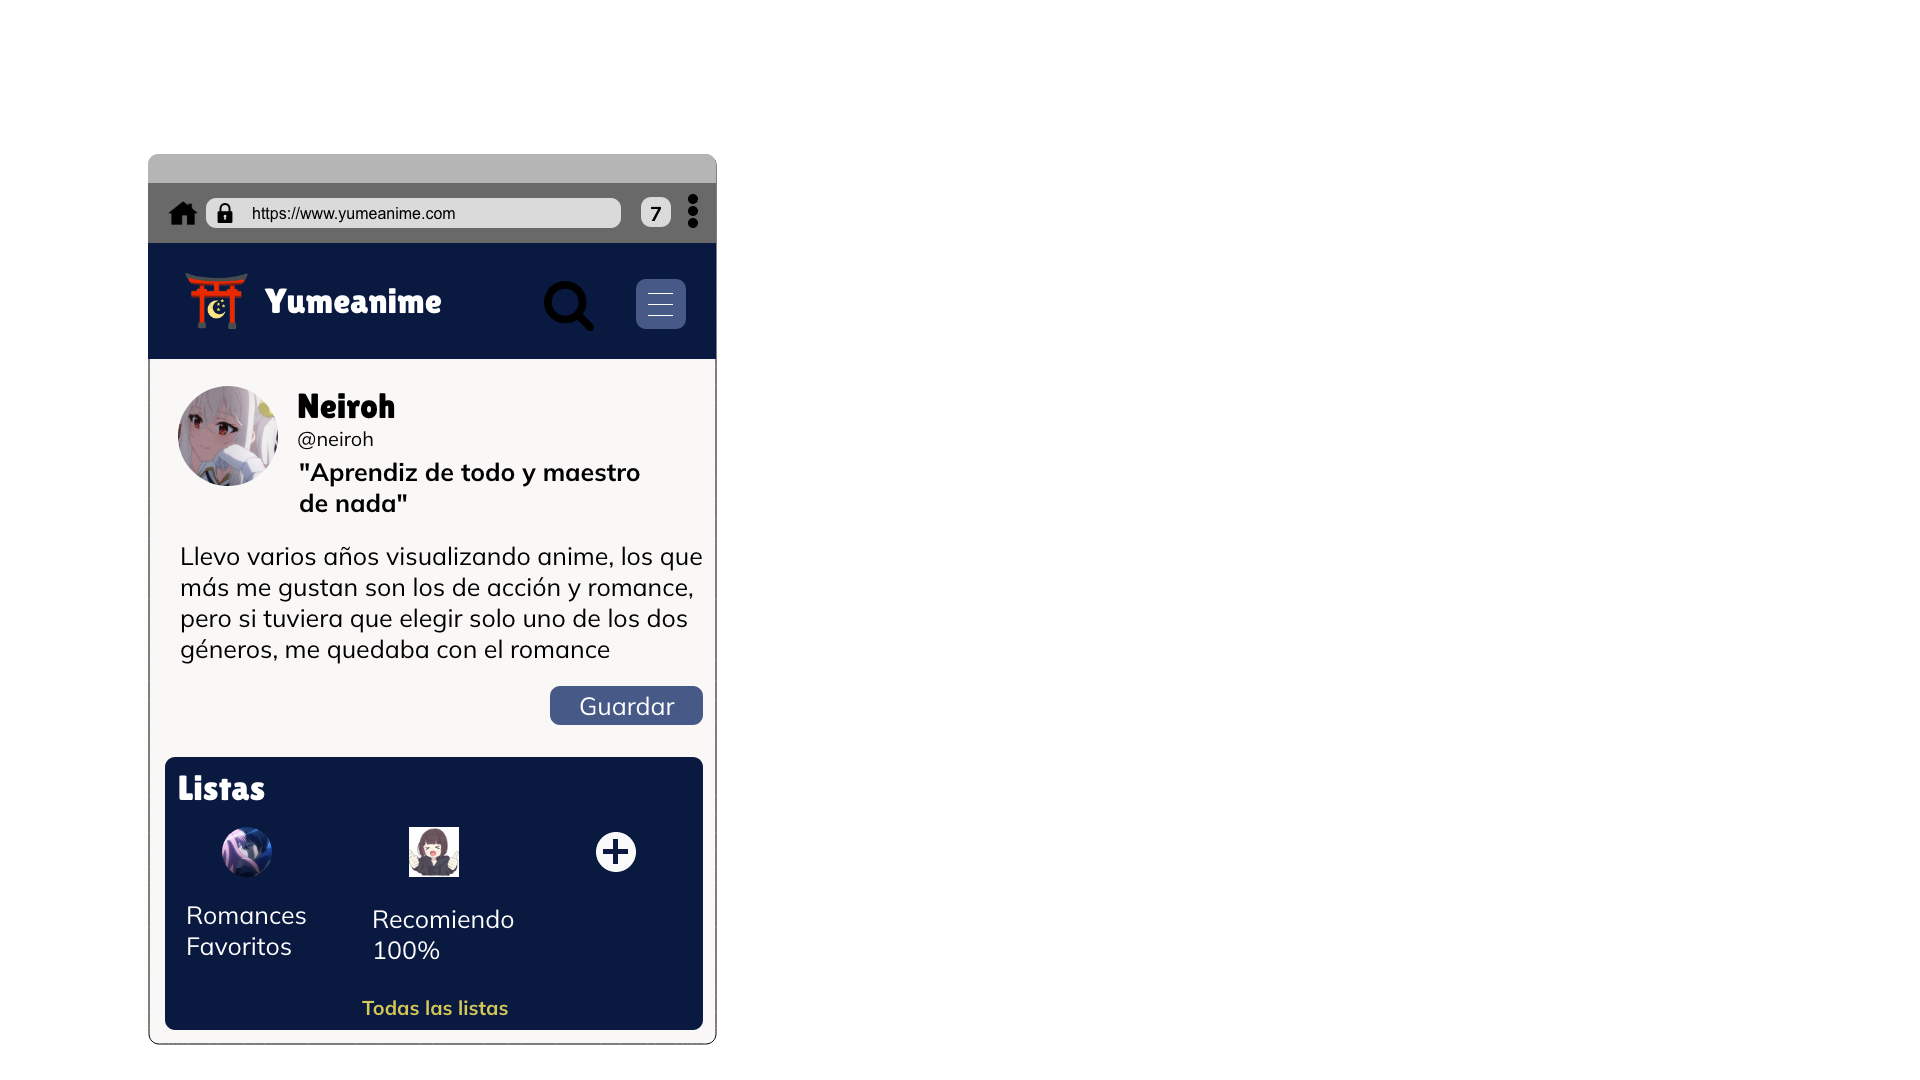 https://www.yumeanime.com
7
Yumeanime
Neiroh
@neiroh
"Aprendiz de todo y maestro
de nada"
Llevo varios años visualizando anime, los que
más me gustan son los de acción y romance,
pero si tuviera que elegir solo uno de los dos
géneros, me quedaba con el romance
Guardar
Listas
Romances
Favoritos
Recomiendo
100%
Todas las listas